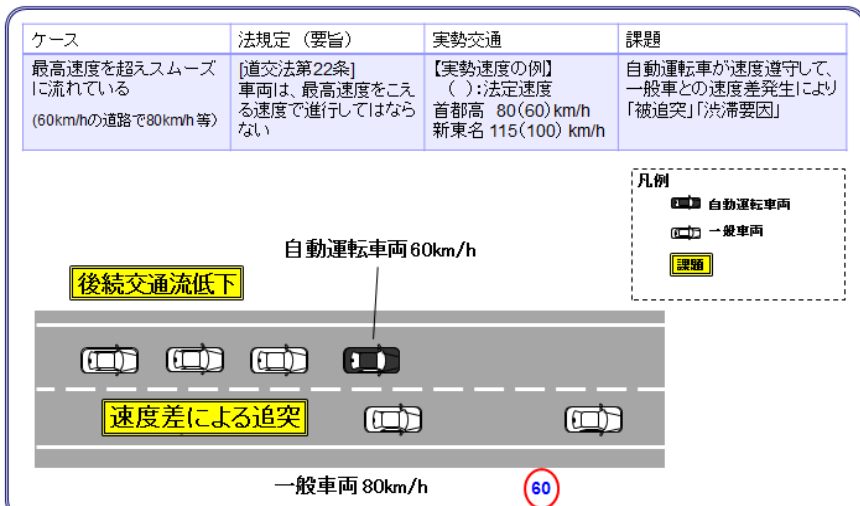 ケース
法規定（要旨）
実勢交通
課題
最高速度を超えスムーズ
に流れている
(60km/hの道路で80km/h等)
[道交法第22条]
車両は、最高速度をこえ
る速度で進行してはなら
ない
【実勢速度の例】
（ ）:法定速度
首都高 80(60)km/h
新東名 115(100) km/h
自動運転車が速度遵守して、
一般車との速度差発生により
「被追突」「渋滞要因」
凡例
自動運転車両
一般車両
課題
自動運転車両60km/h
後続交通流低下
速度差による追突
一般車両80km/h
60